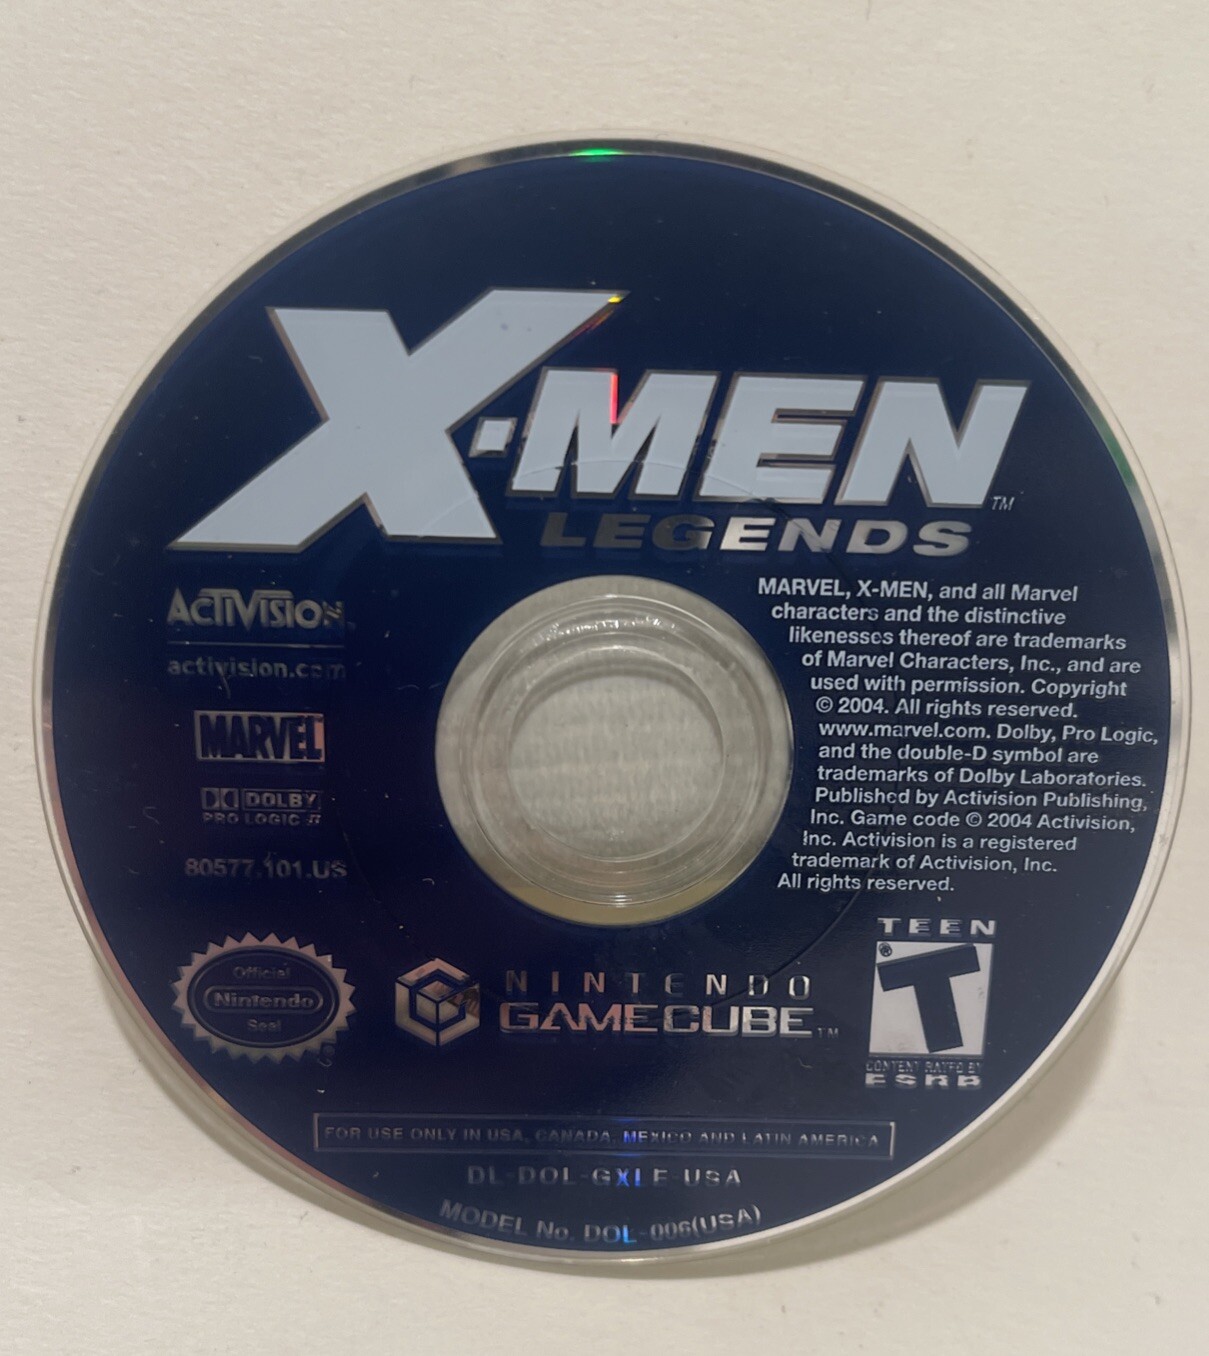 X-MEN™
LEGENDS
ACTIVISION.
activision.com
MARVEL
DOLBY
PRO LOGIC II
80577.101.US
MARVEL, X-MEN, and all Marvel
characters and the distinctive
likenesses thereof are trademarks
of Marvel Characters, Inc., and are
used with permission. Copyright
© 2004. All rights reserved.
www.marvel.com. Dolby, Pro Logic,
and the double-D symbol are
trademarks of Dolby Laboratories.
Published by Activision Publishing,
Inc. Game code © 2004 Activision,
Inc. Activision is a registered
trademark of Activision, Inc.
All rights reserved.
Official
Nintendo
Seal
NINTENDO
GAMECUBE™
TEEN
T®
CONTENT RATED BY
ESRB
FOR USE ONLY IN USA, CANADA, MEXICO AND LATIN AMERICA
DL-DOL-GXLE-USA
MODEL No. DOL-006(USA)